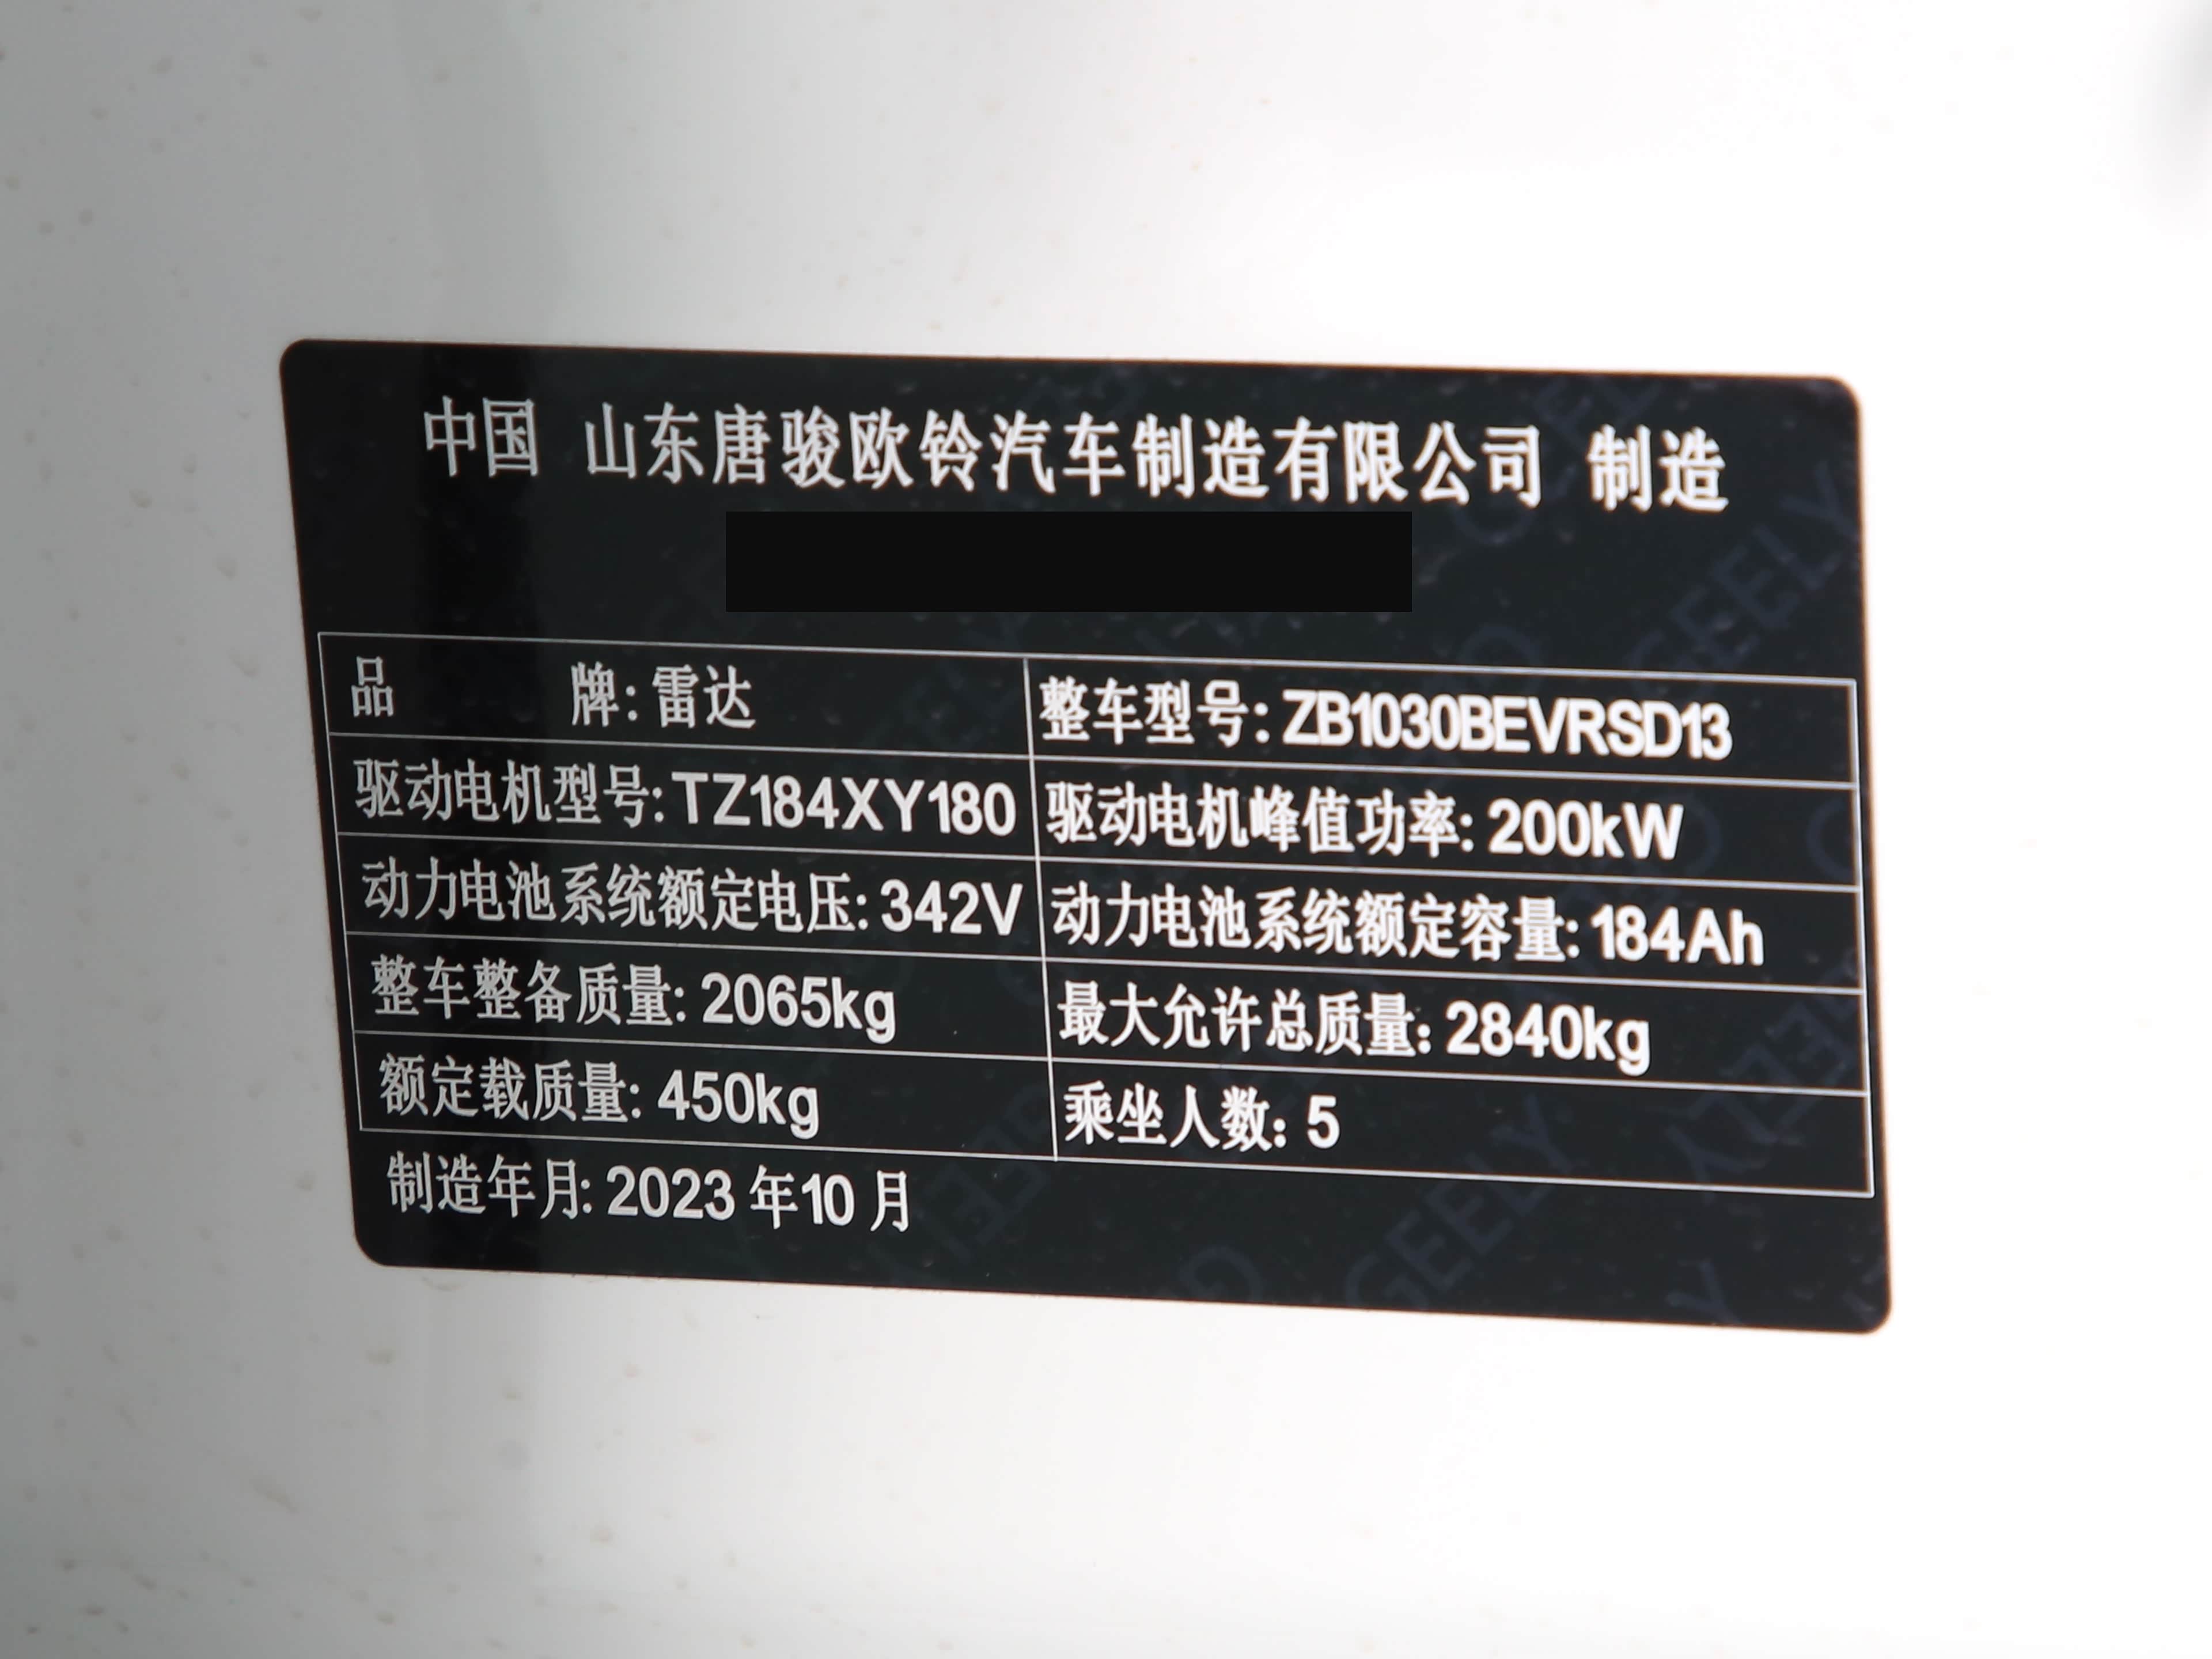 中国 山东唐骏欧铃汽车制造有限公司 制造
品 牌: 雷达 整车型号: ZB1030BEVRSD13
驱动电机型号: TZ184XY180 驱动电机峰值功率: 200kW
动力电池系统额定电压: 342V 动力电池系统额定容量: 184Ah
整车整备质量: 2065kg 最大允许总质量: 2840kg
额定载质量: 450kg 乘坐人数: 5
制造年月: 2023 年10 月
GEELY
GEELY
GEELY